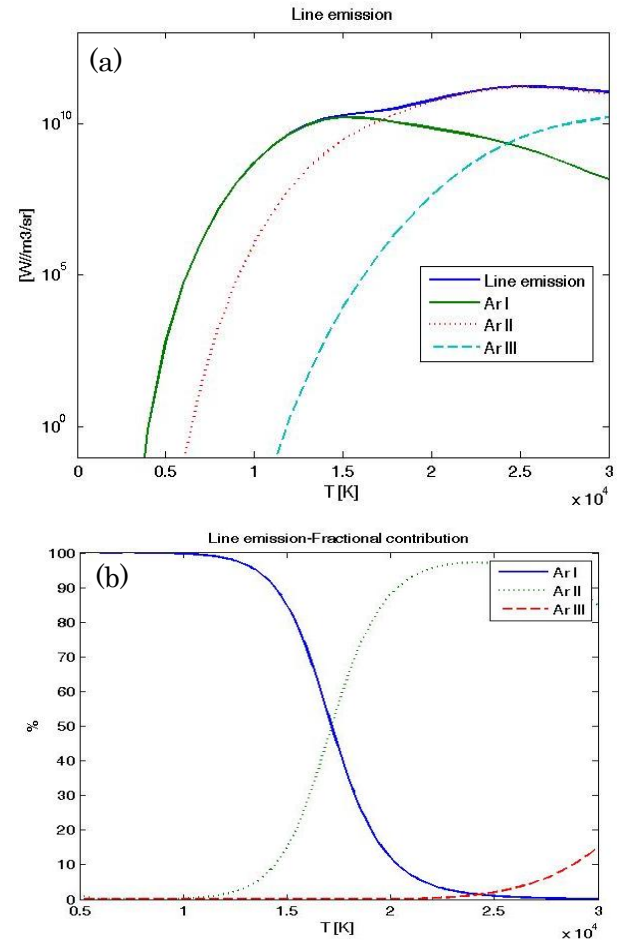 Line emission
(a)
10^10
10^5
10^0
[W//m3/sr]
Line emission
Ar I
Ar II
Ar III
0 0.5 1 1.5 2 2.5 3
T [K]
× 10^4
Line emission-Fractional contribution
(b)
100
90
80
70
60
50
40
30
20
10
0
%
Ar I
Ar II
Ar III
0.5 1 1.5 2 2.5 3
T [K]
× 10^4